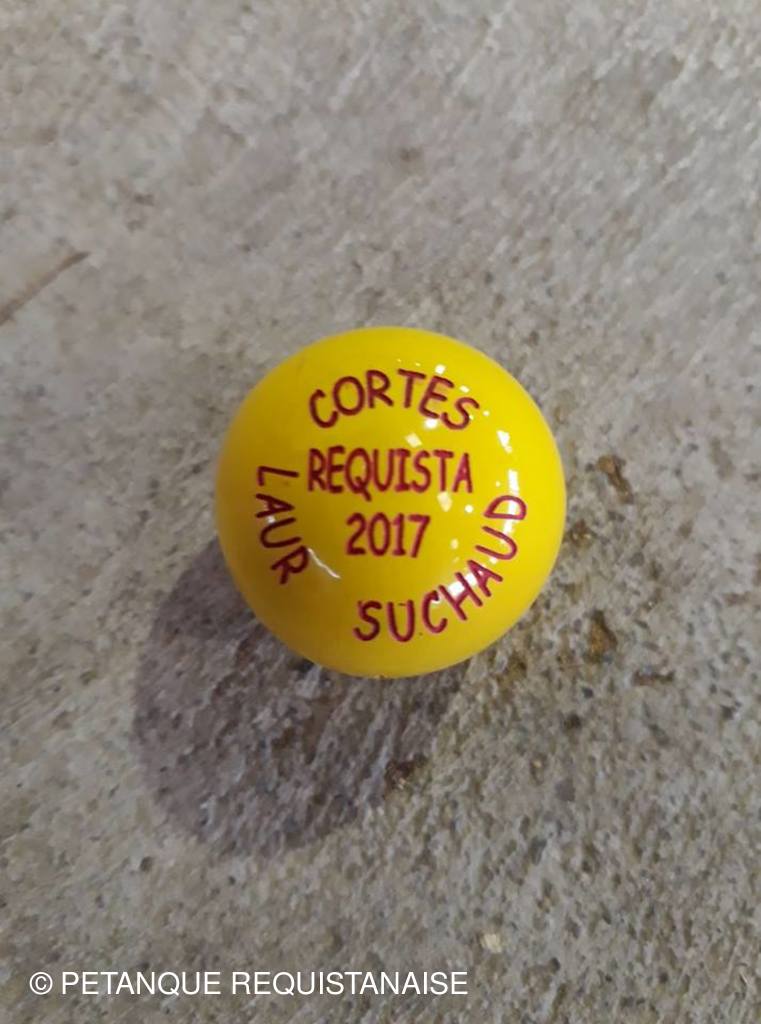 CORTES
REQUISTA
2017
LAUR
SUCHAUD
© PETANQUE REQUISTANAISE